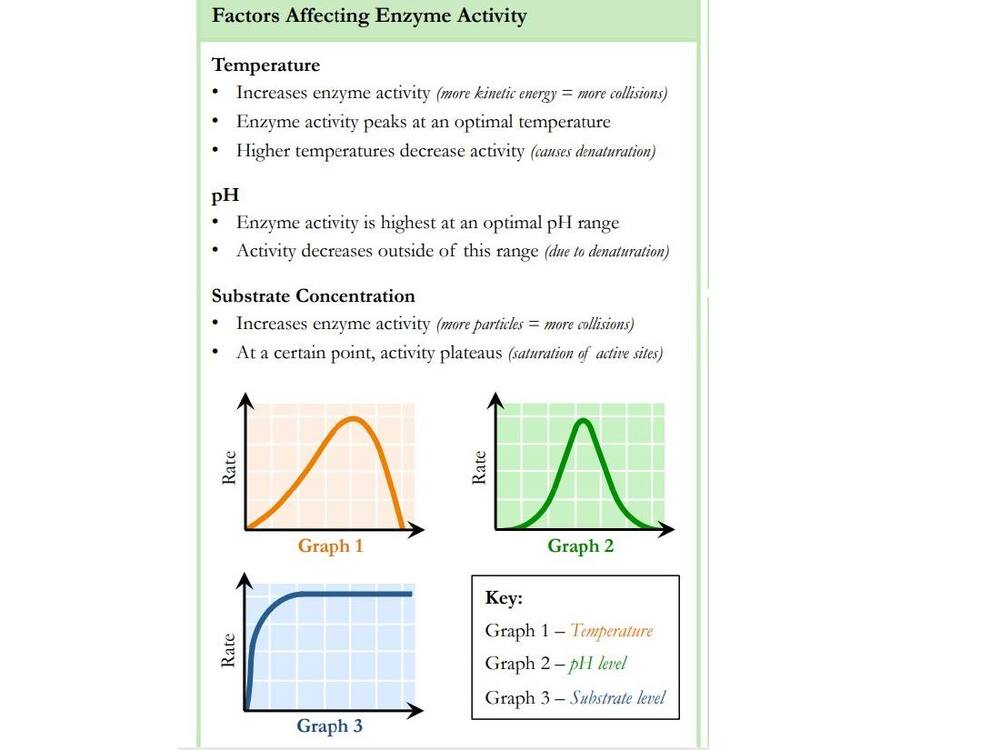 Factors Affecting Enzyme Activity
Temperature
• Increases enzyme activity (more kinetic energy = more collisions)
• Enzyme activity peaks at an optimal temperature
• Higher temperatures decrease activity (causes denaturation)
pH
• Enzyme activity is highest at an optimal pH range
• Activity decreases outside of this range (due to denaturation)
Substrate Concentration
• Increases enzyme activity (more particles = more collisions)
• At a certain point, activity plateaus (saturation of active sites)
Rate
Graph 1
Rate
Graph 2
Rate
Graph 3
Key:
Graph 1 – Temperature
Graph 2 – pH level
Graph 3 – Substrate level